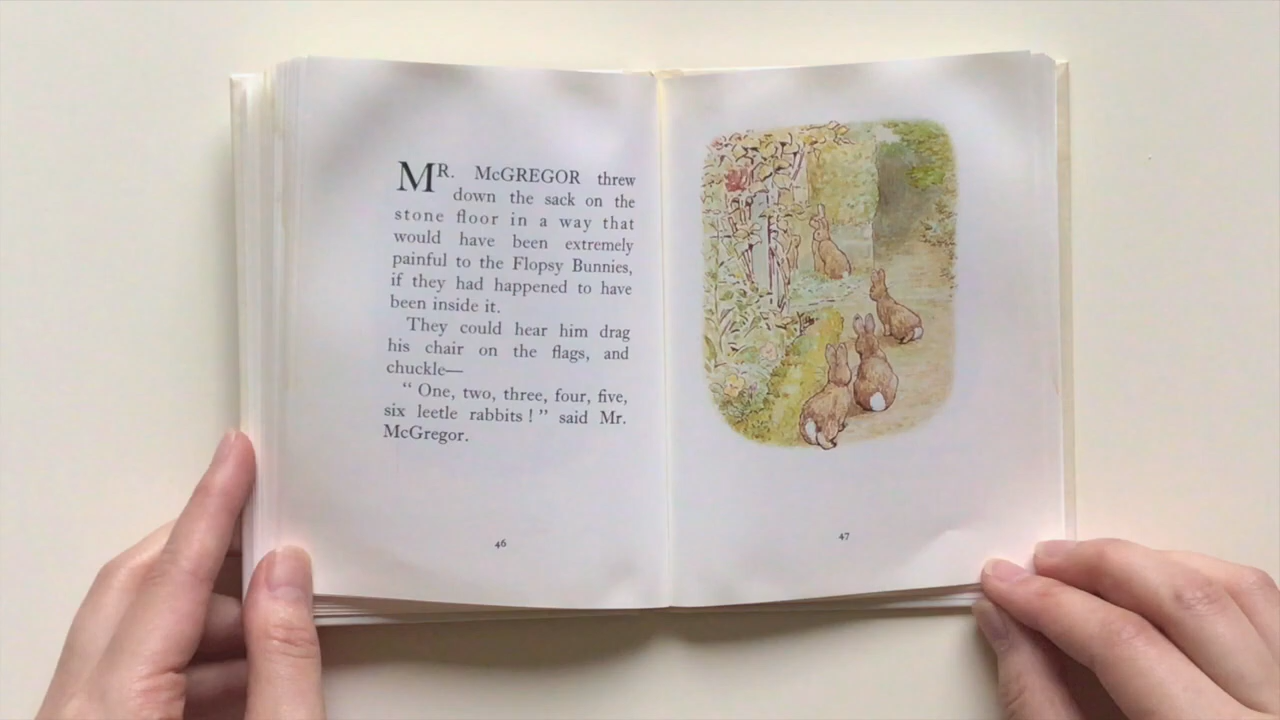 MR. McGREGOR threw
down the sack on the
stone floor in a way that
would have been extremely
painful to the Flopsy Bunnies,
if they had happened to have
been inside it.
They could hear him drag
his chair on the flags, and
chuckle—
“ One, two, three, four, five,
six leetle rabbits ! ” said Mr.
McGregor.
46
47